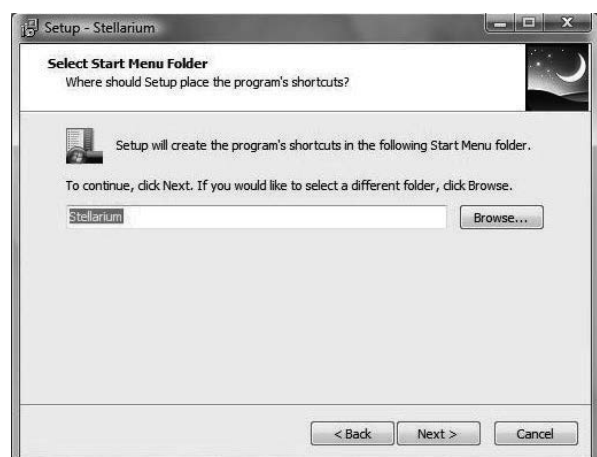 Setup - Stellarium
Select Start Menu Folder
Where should Setup place the program's shortcuts?
Setup will create the program's shortcuts in the following Start Menu folder.
To continue, click Next. If you would like to select a different folder, click Browse.
Stellarium
Browse...
< Back
Next >
Cancel